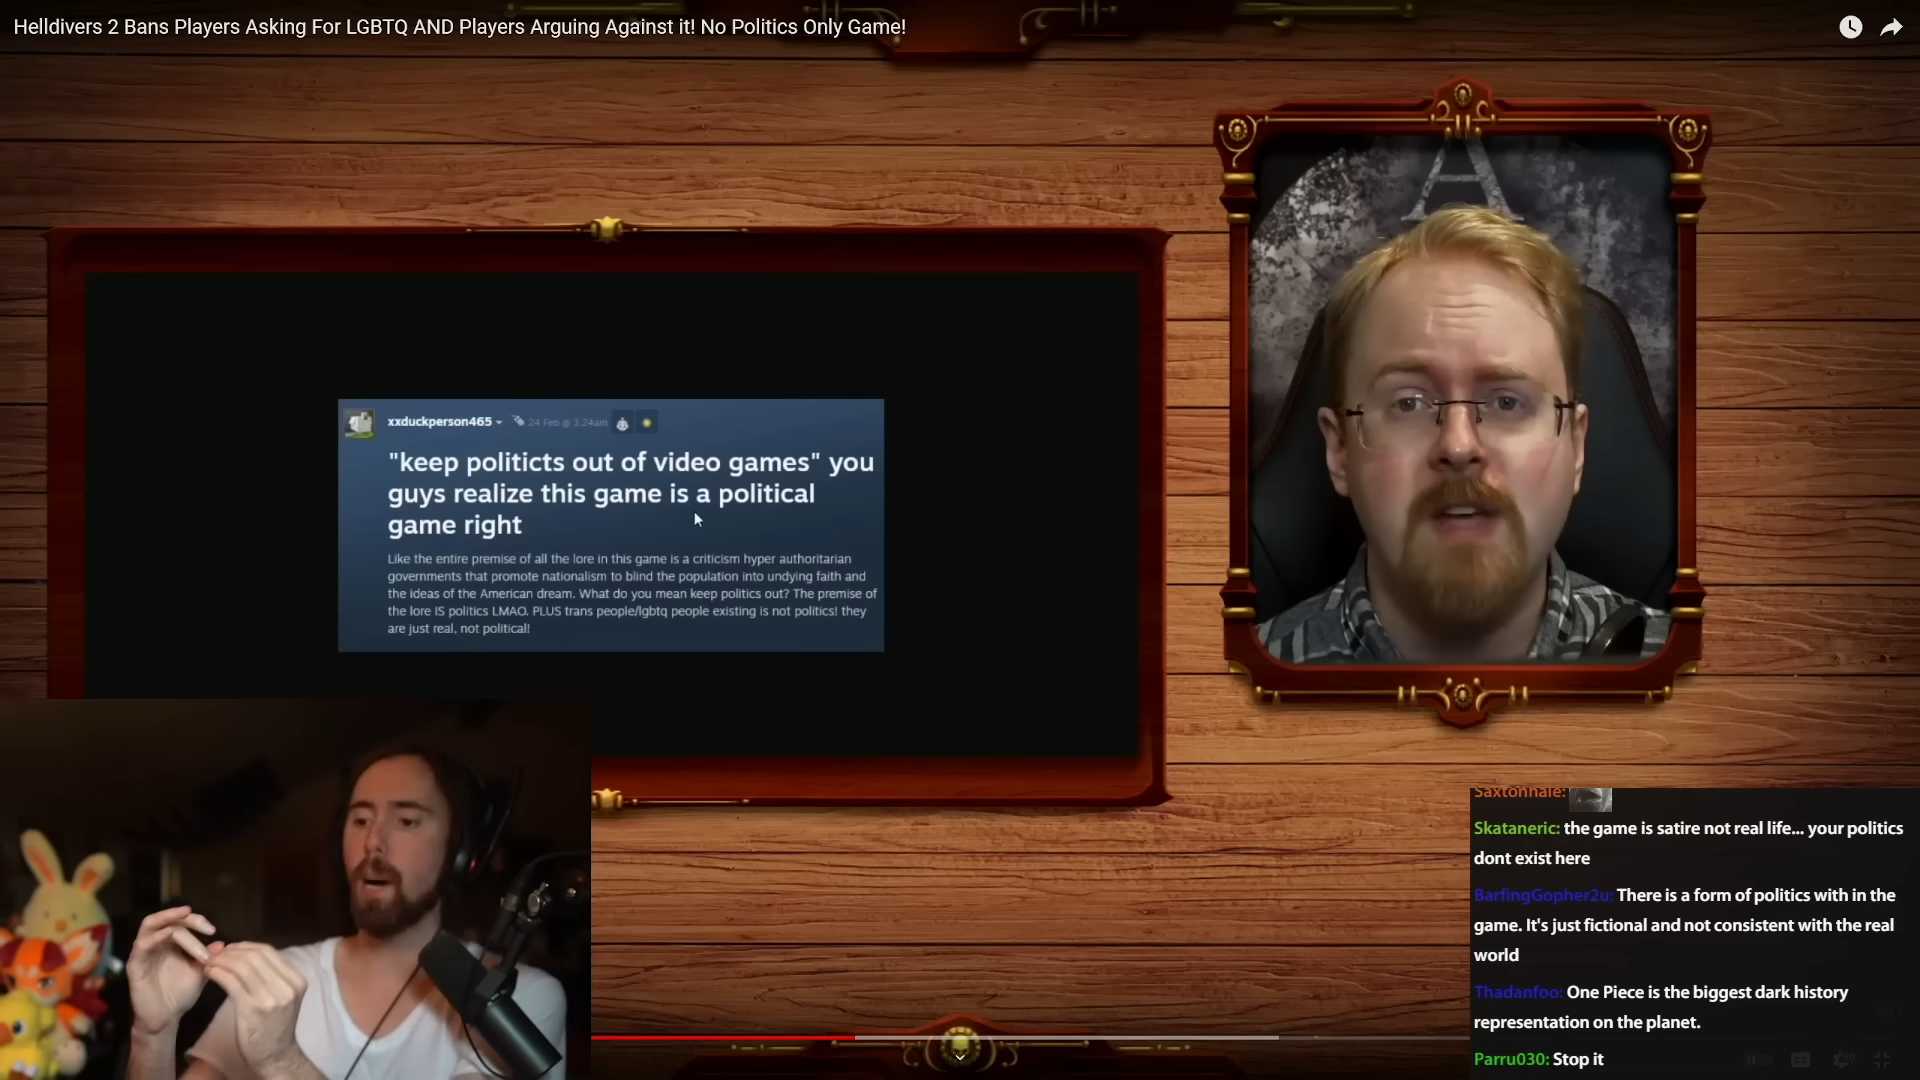 Helldivers 2 Bans Players Asking For LGBTQ AND Players Arguing Against it! No Politics Only Game!
A
xxduckperson465
24 Feb @ 3:24am
"keep politicts out of video games" you
guys realize this game is a political
game right
Like the entire premise of all the lore in this game is a criticism hyper authoritarian
governments that promote nationalism to blind the population into undying faith and
the ideas of the American dream. What do you mean keep politics out? The premise of
the lore IS politics LMAO. PLUS trans people/lgbtq people existing is not politics! they
are just real, not political!
Saxtonhale:
Skataneric: the game is satire not real life... your politics
dont exist here
BarfingGopher2u: There is a form of politics with in the
game. It's just fictional and not consistent with the real
world
Thadanfoo: One Piece is the biggest dark history
representation on the planet.
Parru030: Stop it